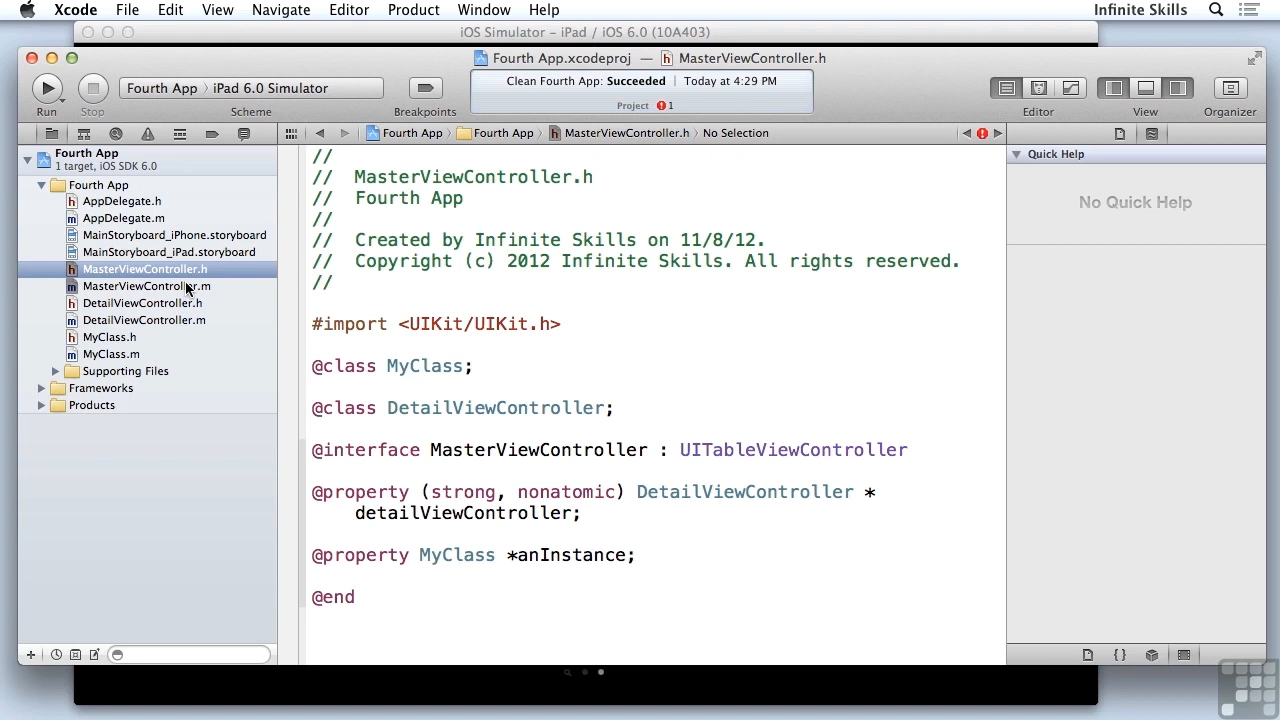 Xcode File Edit View Navigate Editor Product Window Help Infinite Skills
iOS Simulator - iPad / iOS 6.0 (10A403)
Fourth App.xcodeproj — MasterViewController.h
Fourth App › iPad 6.0 Simulator
Clean Fourth App: Succeeded | Today at 4:29 PM
Project 1
Run Stop Scheme Breakpoints Editor View Organizer
Fourth App › Fourth App › MasterViewController.h › No Selection
Fourth App
1 target, iOS SDK 6.0
Fourth App
AppDelegate.h
AppDelegate.m
MainStoryboard_iPhone.storyboard
MainStoryboard_iPad.storyboard
MasterViewController.h
MasterViewController.m
DetailViewController.h
DetailViewController.m
MyClass.h
MyClass.m
Supporting Files
Frameworks
Products
//
// MasterViewController.h
// Fourth App
//
// Created by Infinite Skills on 11/8/12.
// Copyright (c) 2012 Infinite Skills. All rights reserved.
//
#import <UIKit/UIKit.h>
@class MyClass;
@class DetailViewController;
@interface MasterViewController : UITableViewController
@property (strong, nonatomic) DetailViewController *
detailViewController;
@property MyClass *anInstance;
@end
Quick Help
No Quick Help